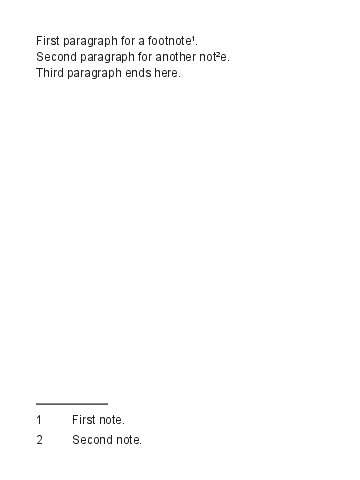 First paragraph for a footnote¹.
Second paragraph for another not²e.
Third paragraph ends here.
1 First note.
2 Second note.